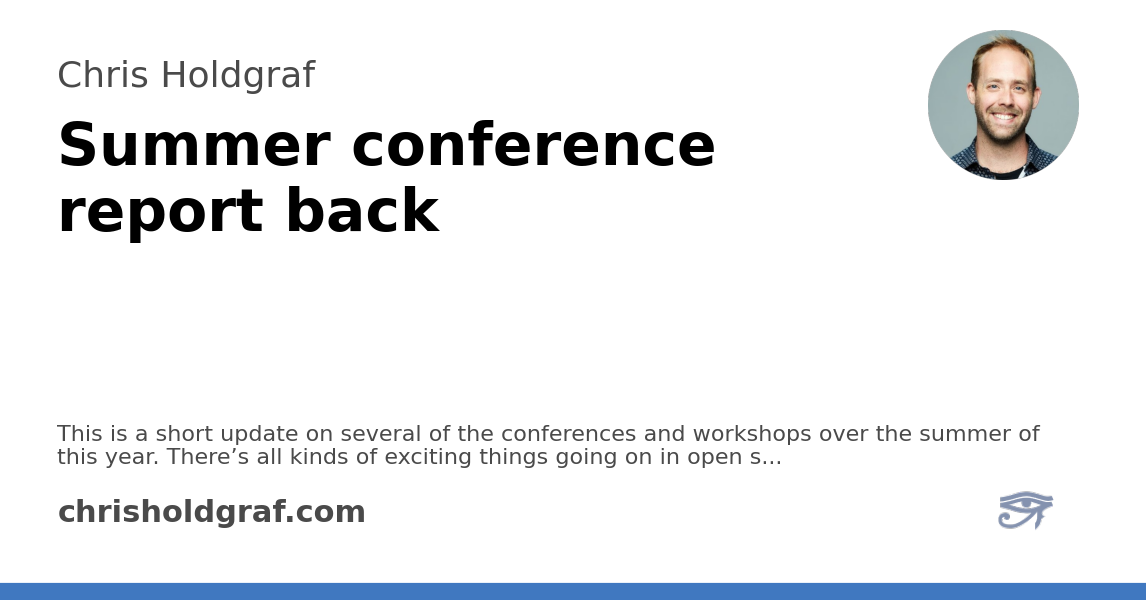 Chris Holdgraf
Summer conference
report back
This is a short update on several of the conferences and workshops over the summer of
this year. There’s all kinds of exciting things going on in open s...
chrisholdgraf.com